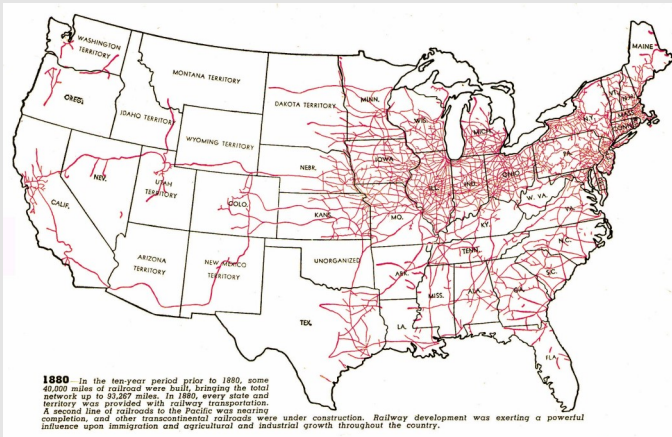 WASHINGTON
TERRITORY
MONTANA TERRITORY
DAKOTA TERRITORY
MINN.
MAINE
OREG.
IDAHO TERRITORY
WYOMING TERRITORY
WIS.
MICH.
VT.
N.H.
N.Y.
MASS.
CONN.
NEBR.
IOWA
PA.
NEV.
UTAH
TERRITORY
COLO.
ILL.
IND.
OHIO
CALIF.
KANS.
MO.
W. VA.
VA.
KY.
ARIZONA
TERRITORY
NEW MEXICO
TERRITORY
UNORGANIZED
ARK.
TENN.
N.C.
S.C.
TEX.
LA.
MISS.
ALA.
GA.
FLA.
1880 In the ten-year period prior to 1880, some
40,000 miles of railroad were built, bringing the total
network up to 93,267 miles. In 1880, every state and
territory was provided with railway transportation.
A second line of railroads to the Pacific was nearing
completion, and other transcontinental railroads were under construction. Railway development was exerting a powerful
influence upon immigration and agricultural and industrial growth throughout the country.